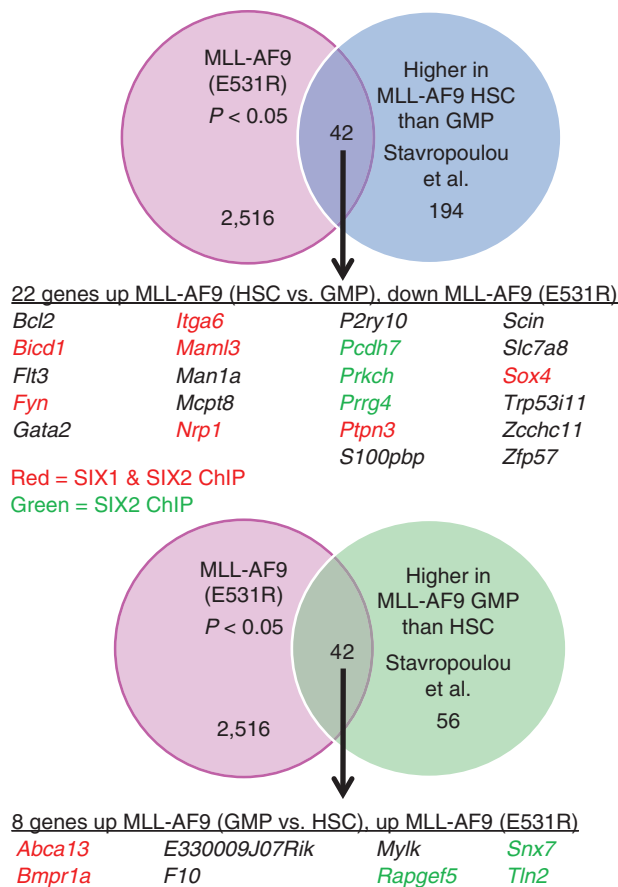 MLL-AF9
(E531R)
P < 0.05
2,516
42
Higher in
MLL-AF9 HSC
than GMP
Stavropoulou
et al.
194
22 genes up MLL-AF9 (HSC vs. GMP), down MLL-AF9 (E531R)
Bcl2 Itga6 P2ry10 Scin
Bicd1 Maml3 Pcdh7 Slc7a8
Flt3 Man1a Prkch Sox4
Fyn Mcpt8 Prrg4 Trp53i11
Gata2 Nrp1 Ptpn3 Zcchc11
S100pbp Zfp57
Red = SIX1 & SIX2 ChIP
Green = SIX2 ChIP
MLL-AF9
(E531R)
P < 0.05
2,516
42
Higher in
MLL-AF9 GMP
than HSC
Stavropoulou
et al.
56
8 genes up MLL-AF9 (GMP vs. HSC), up MLL-AF9 (E531R)
Abca13 E330009J07Rik Mylk Snx7
Bmpr1a F10 Rapgef5 Tln2